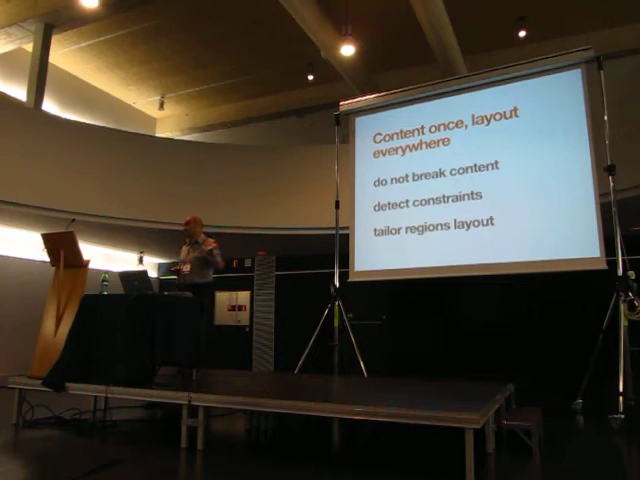 Content once, layout
everywhere
do not break content
detect constraints
tailor regions layout